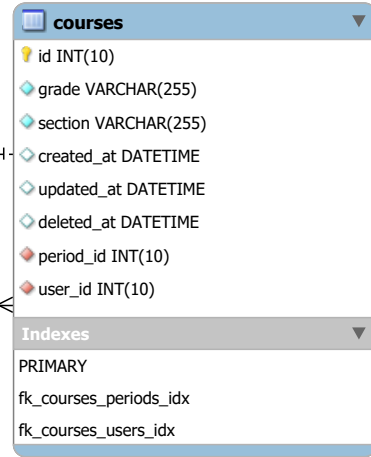 courses
id INT(10)
grade VARCHAR(255)
section VARCHAR(255)
created_at DATETIME
updated_at DATETIME
deleted_at DATETIME
period_id INT(10)
user_id INT(10)
Indexes
PRIMARY
fk_courses_periods_idx
fk_courses_users_idx